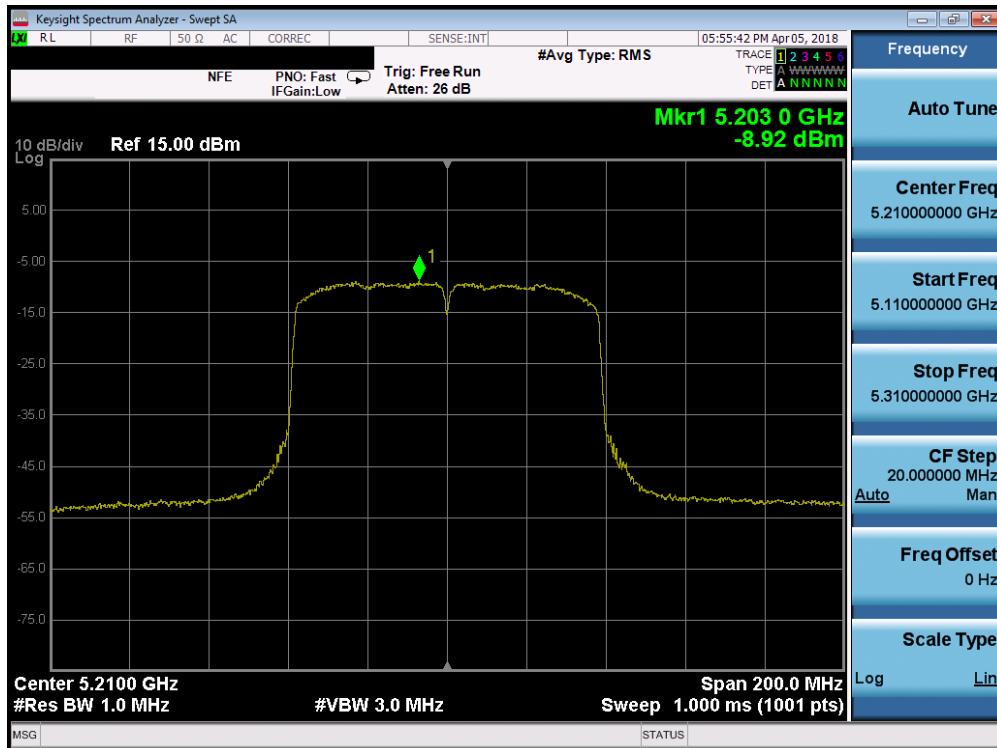 Keysight Spectrum Analyzer - Swept SA
LXI RL RF 50 Ω AC CORREC SENSE:INT 05:55:42 PM Apr 05, 2018
NFE PNO: Fast IFGain:Low Trig: Free Run Atten: 26 dB #Avg Type: RMS
TRACE 1 2 3 4 5 6
TYPE A WWWWWW
DET A N N N N N
Mkr1 5.203 0 GHz
-8.92 dBm
10 dB/div Ref 15.00 dBm
Log
1
5.00
-5.00
-15.0
-25.0
-35.0
-45.0
-55.0
-65.0
-75.0
Center 5.2100 GHz Span 200.0 MHz
#Res BW 1.0 MHz #VBW 3.0 MHz Sweep 1.000 ms (1001 pts)
MSG STATUS
Frequency
Auto Tune
Center Freq
5.210000000 GHz
Start Freq
5.110000000 GHz
Stop Freq
5.310000000 GHz
CF Step
20.000000 MHz
Auto Man
Freq Offset
0 Hz
Scale Type
Log Lin